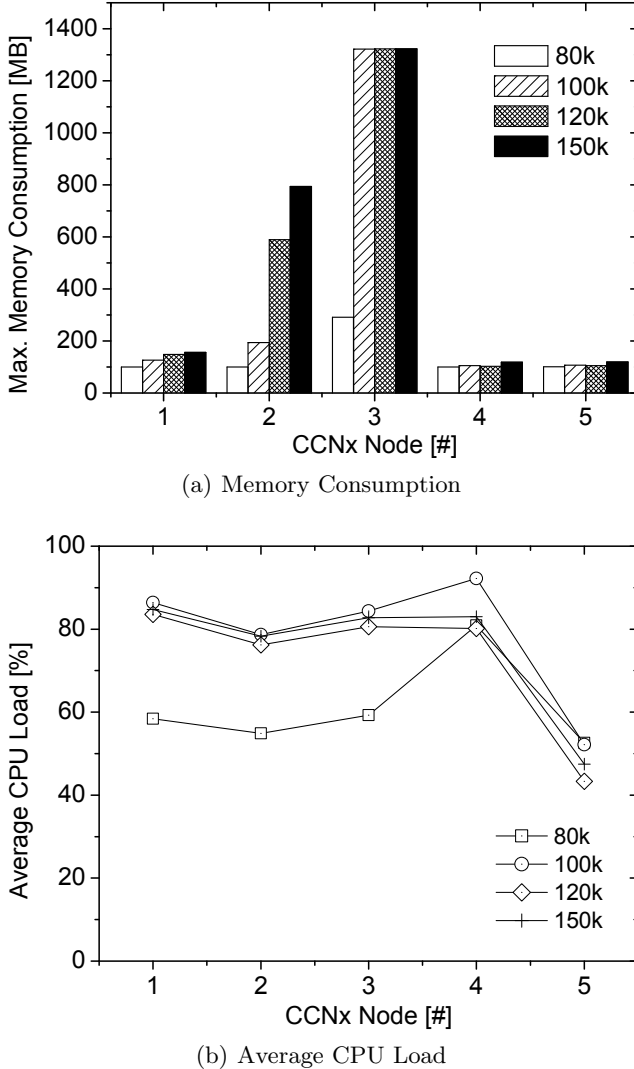 1400
1200
1000
800
600
400
200
0
Max. Memory Consumption [MB]
80k
100k
120k
150k
1 2 3 4 5
CCNx Node [#]
(a) Memory Consumption
100
80
60
40
20
0
Average CPU Load [%]
80k
100k
120k
150k
1 2 3 4 5
CCNx Node [#]
(b) Average CPU Load